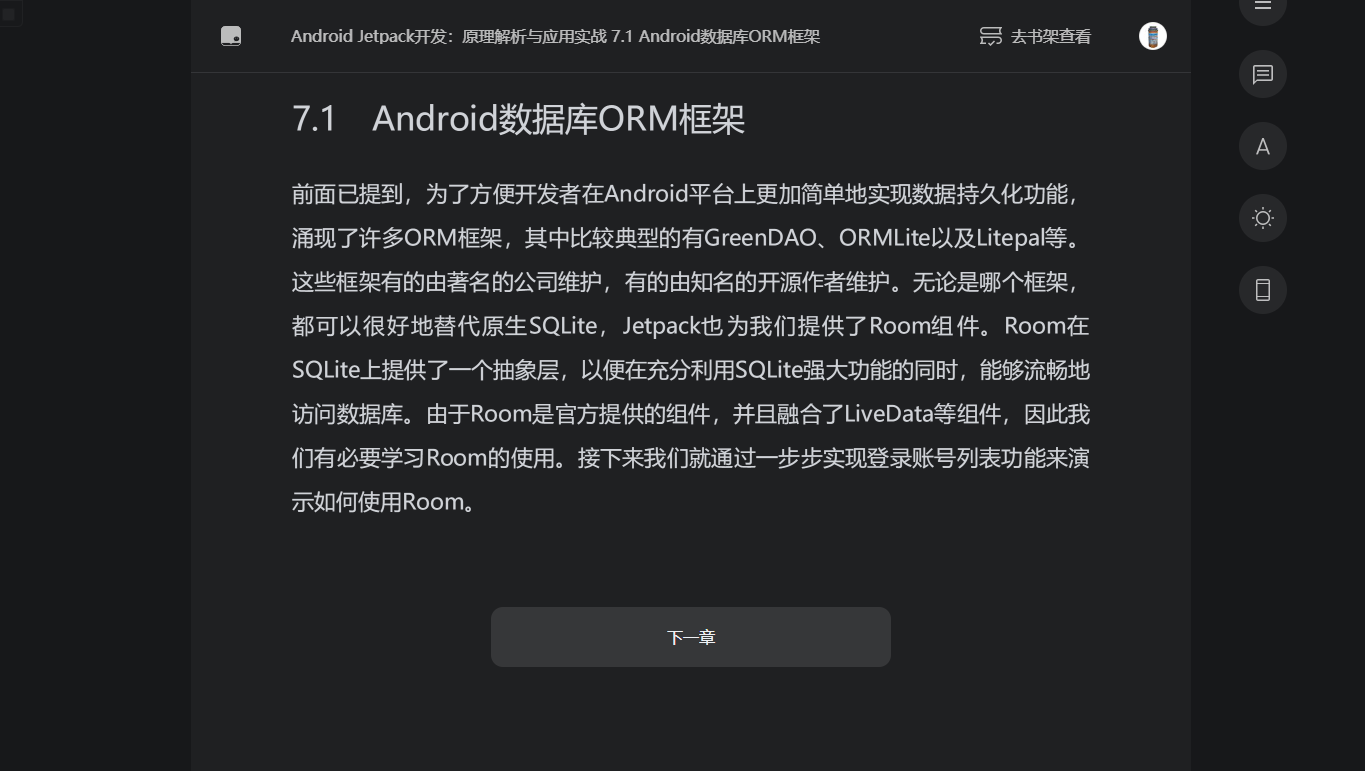 Android Jetpack开发：原理解析与应用实战 7.1 Android数据库ORM框架
去书架查看
7.1 Android数据库ORM框架
前面已提到，为了方便开发者在Android平台上更加简单地实现数据持久化功能，
涌现了许多ORM框架，其中比较典型的有GreenDAO、ORMLite以及Litepal等。
这些框架有的由著名的公司维护，有的由知名的开源作者维护。无论是哪个框架，
都可以很好地替代原生SQLite，Jetpack也为我们提供了Room组件。Room在
SQLite上提供了一个抽象层，以便在充分利用SQLite强大功能的同时，能够流畅地
访问数据库。由于Room是官方提供的组件，并且融合了LiveData等组件，因此我
们有必要学习Room的使用。接下来我们就通过一步步实现登录账号列表功能来演
示如何使用Room。
下一章
A